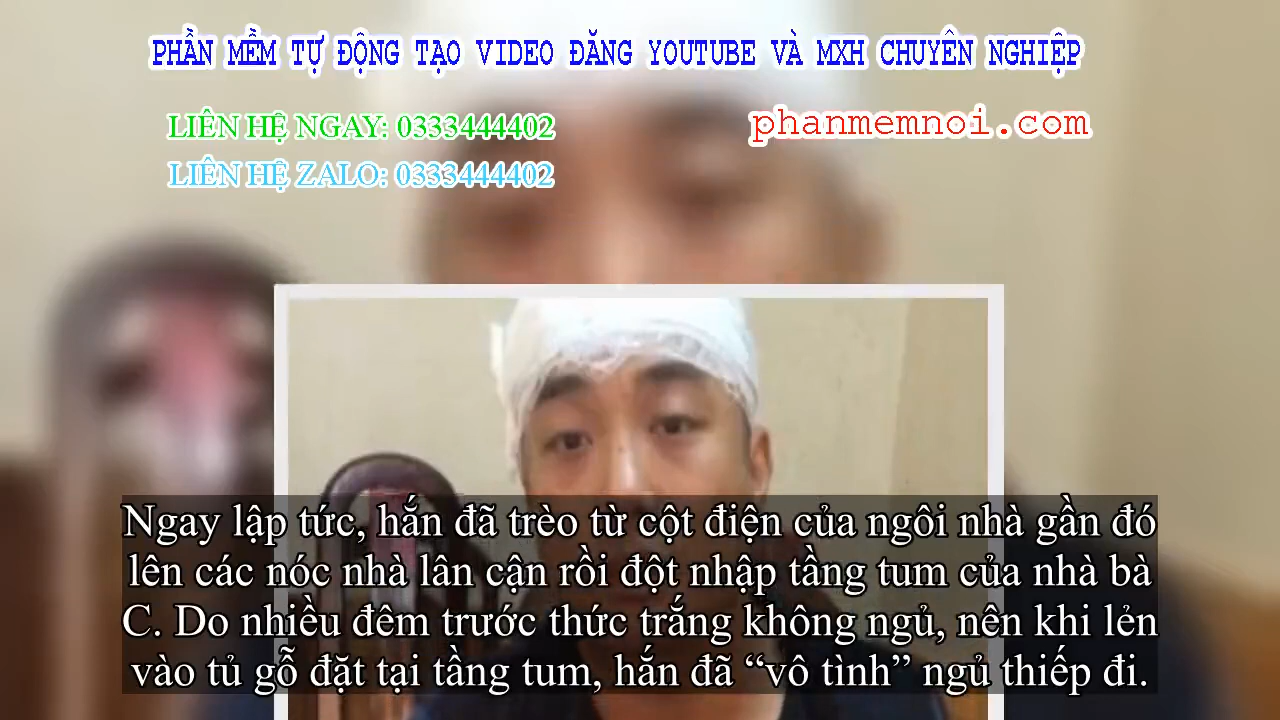 PHẦN MỀM TỰ ĐỘNG TẠO VIDEO ĐĂNG YOUTUBE VÀ MXH CHUYÊN NGHIỆP
LIÊN HỆ NGAY: 0333444402
phanmemnoi.com
LIÊN HỆ ZALO: 0333444402
Ngay lập tức, hắn đã trèo từ cột điện của ngôi nhà gần đó
lên các nóc nhà lân cận rồi đột nhập tầng tum của nhà bà
C. Do nhiều đêm trước thức trắng không ngủ, nên khi lẻn
vào tủ gỗ đặt tại tầng tum, hắn đã “vô tình” ngủ thiếp đi.